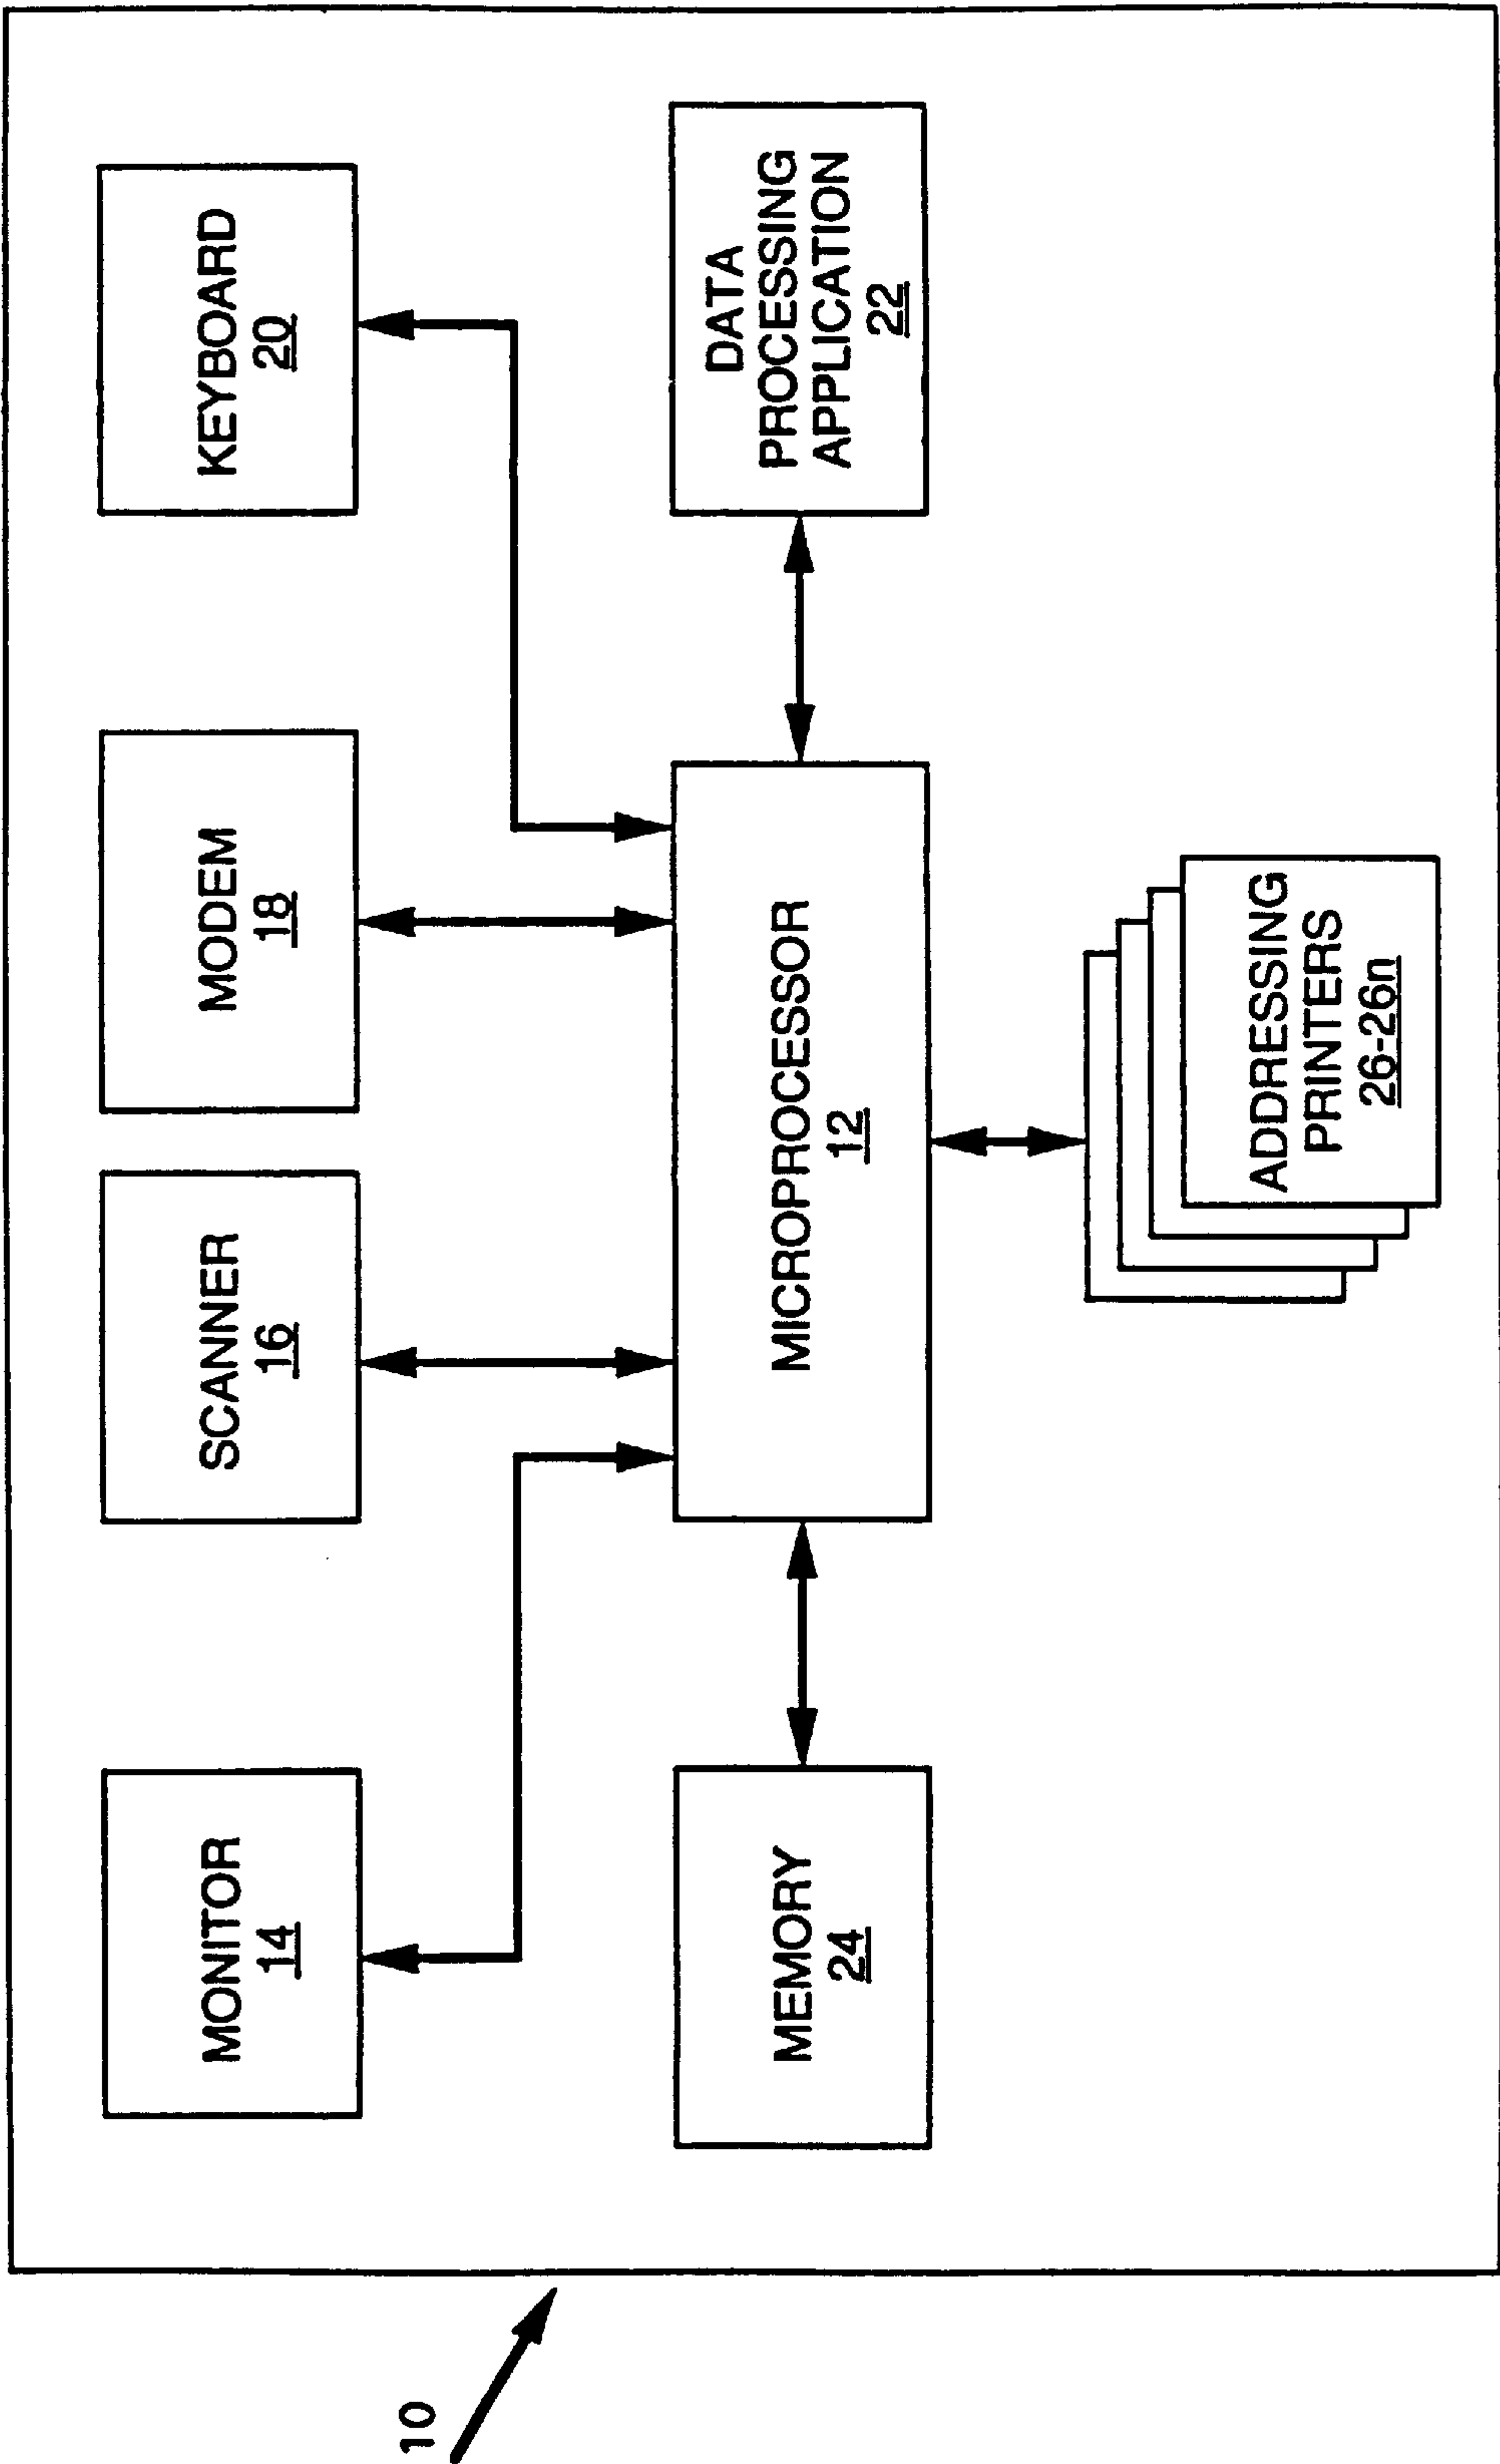 10
MONITOR
14
SCANNER
16
MODEM
18
KEYBOARD
20
MEMORY
24
MICROPROCESSOR
12
DATA
PROCESSING
APPLICATION
22
ADDRESSING
PRINTERS
26-26n